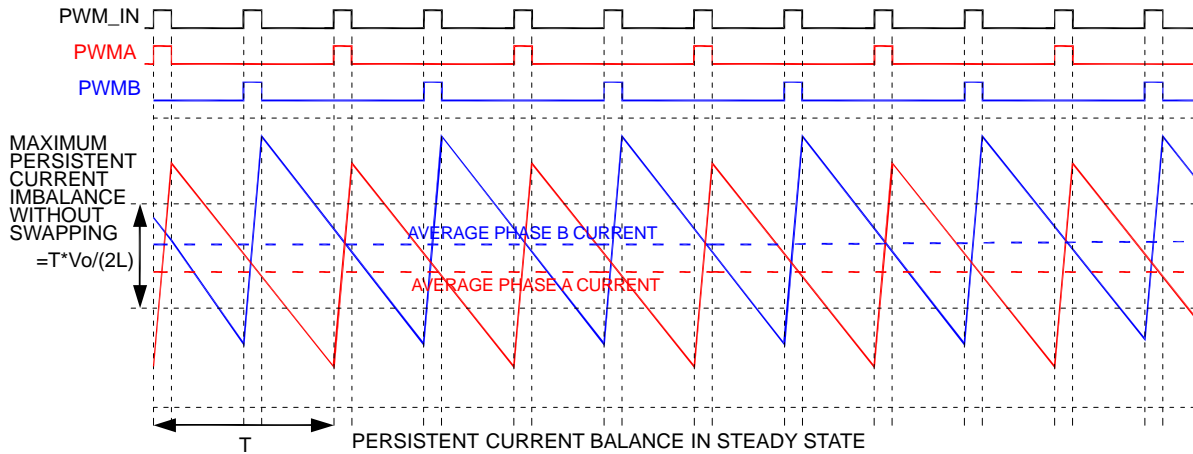 PWM_IN
PWMA
PWMB
MAXIMUM
PERSISTENT
CURRENT
IMBALANCE
WITHOUT
SWAPPING
=T*Vo/(2L)
AVERAGE PHASE B CURRENT
AVERAGE PHASE A CURRENT
T
PERSISTENT CURRENT BALANCE IN STEADY STATE